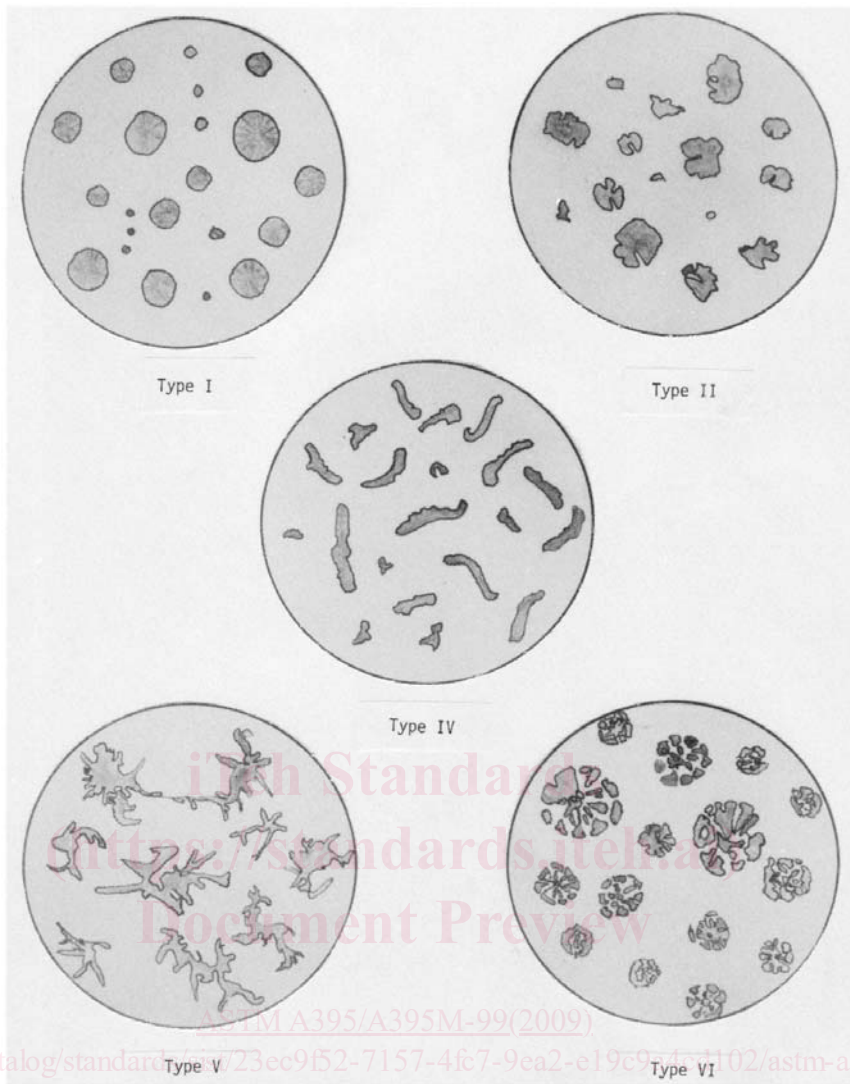 Type I
Type II
Type IV
iTeh Standards
(https://standards.iteh.ai)
Document Preview
ASTM A395/A395M-99(2009)
Type V
Type VI